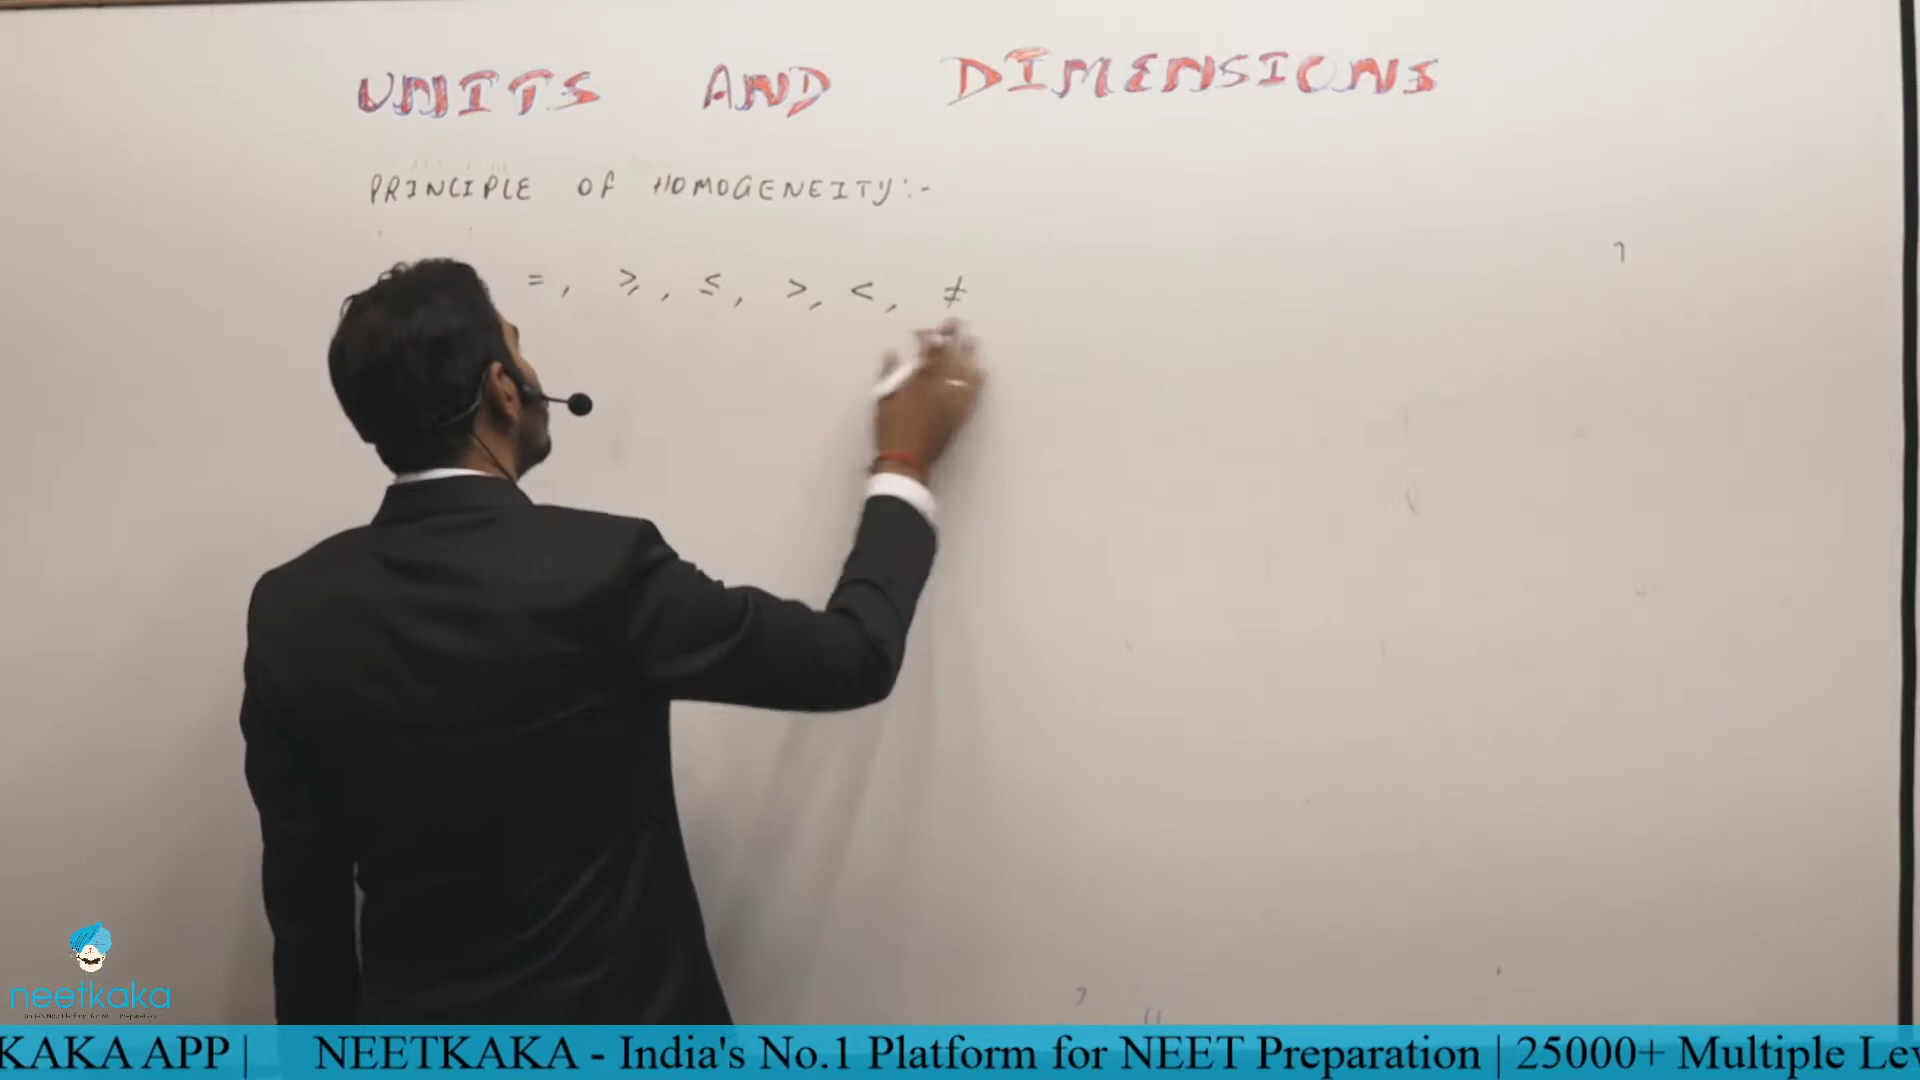 UNITS AND DIMENSIONS
PRINCIPLE OF HOMOGENEITY:-
=, ≥, ≤, >, <, ≠
neetkaka
KAKA APP | NEETKAKA - India's No.1 Platform for NEET Preparation | 25000+ Multiple Lev